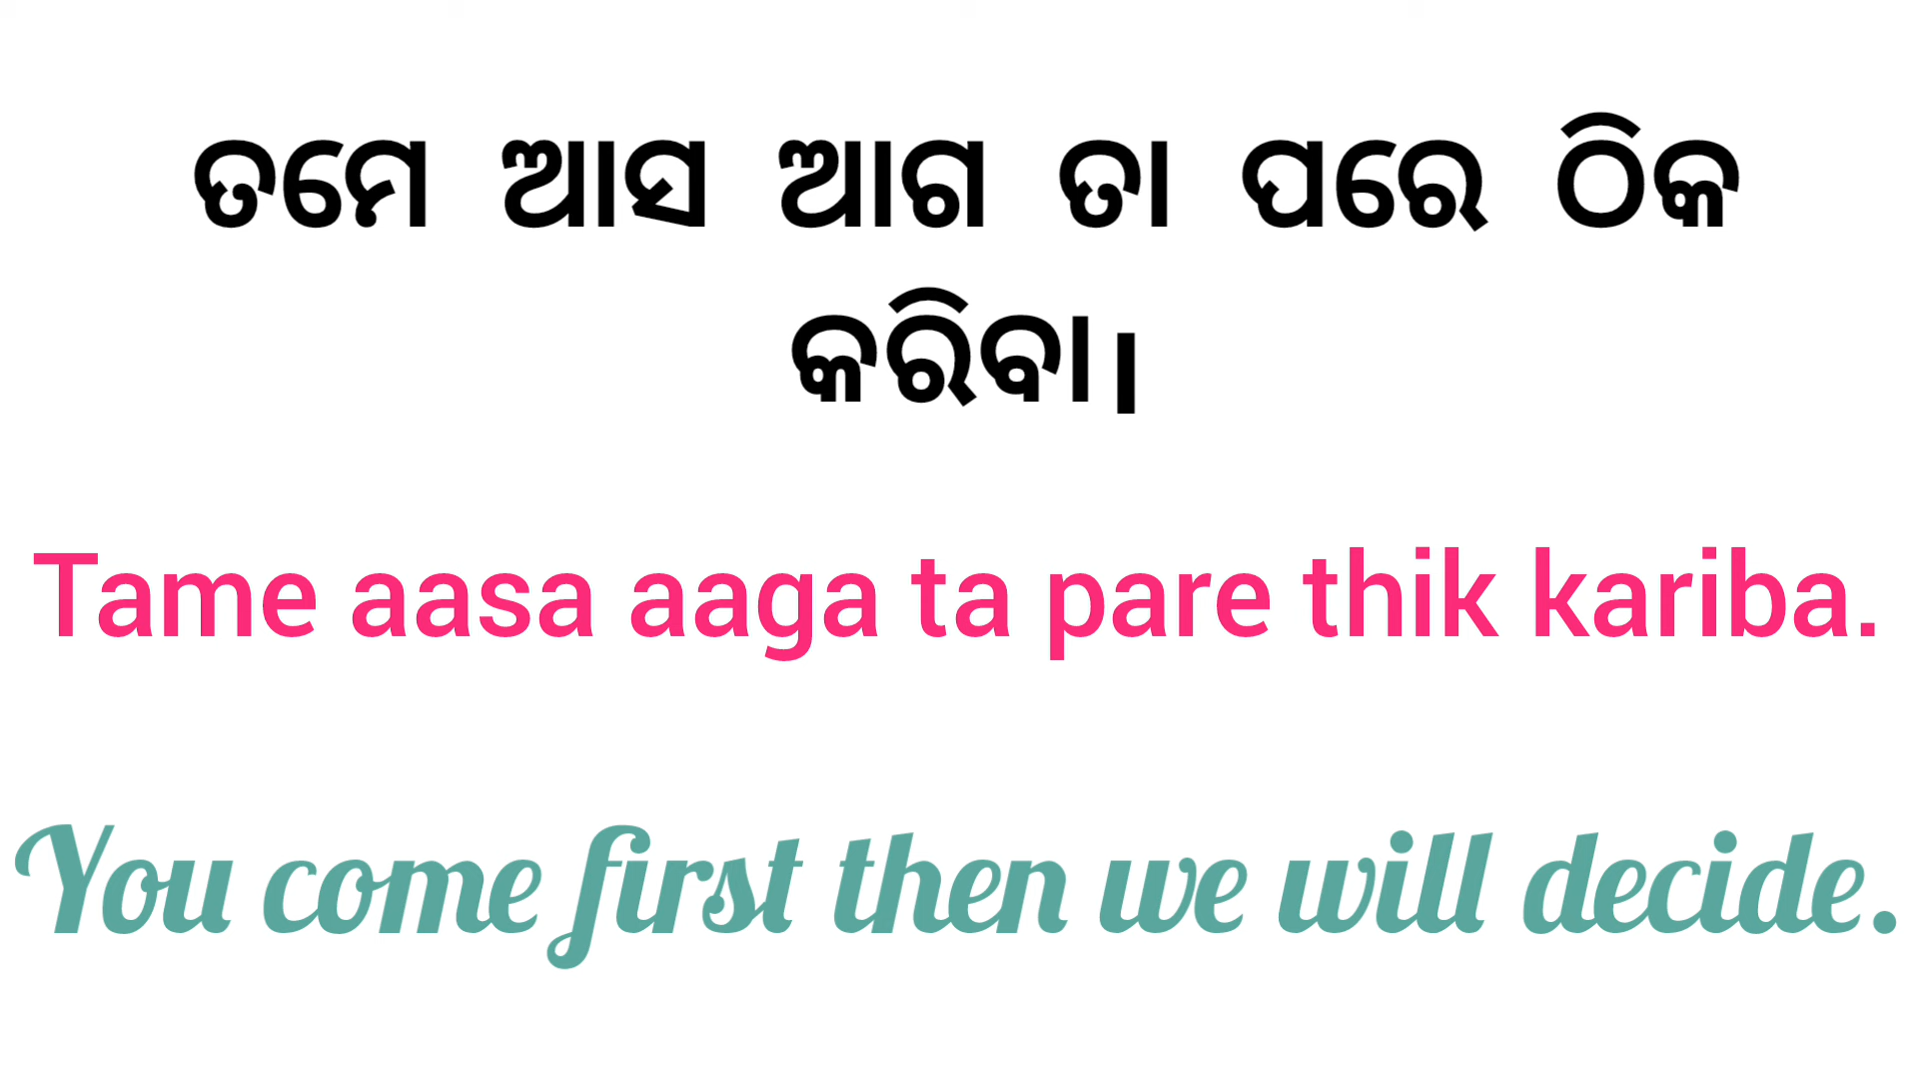 ତମେ ଆସ ଆଗ ତା ପରେ ଠିକ
କରିବା।
Tame aasa aaga ta pare thik kariba.
You come first then we will decide.